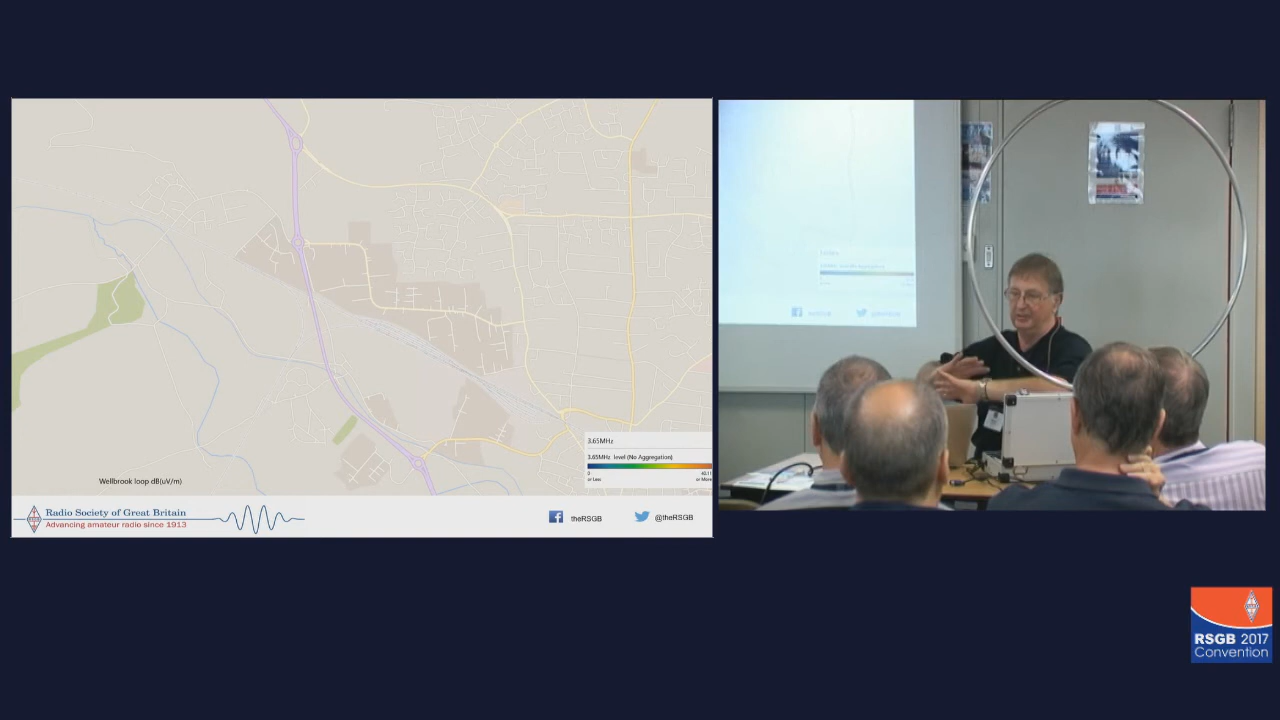 3.65MHz
3.65MHz level (No Aggregation)
0
or Less
or More
Wellbrook loop dB(uV/m)
Radio Society of Great Britain
Advancing amateur radio since 1913
theRSGB
@theRSGB
RSGB 2017
Convention